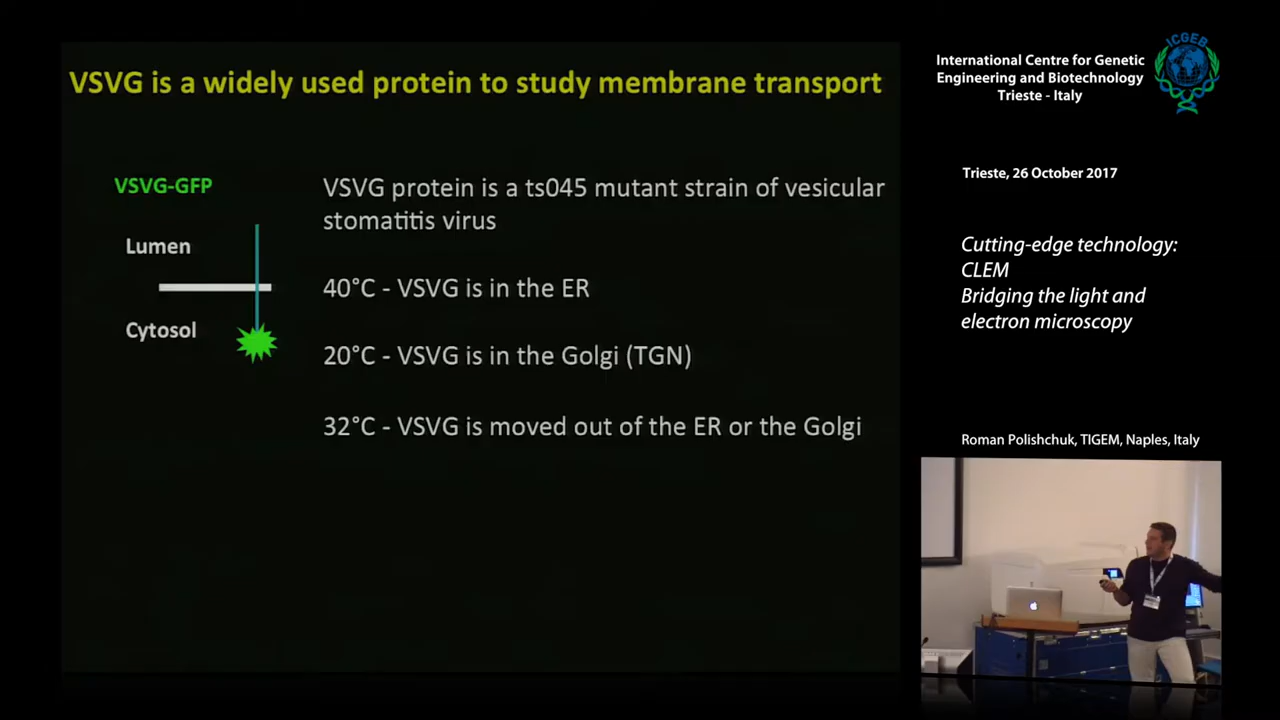 VSVG is a widely used protein to study membrane transport
VSVG-GFP
Lumen
Cytosol
VSVG protein is a ts045 mutant strain of vesicular
stomatitis virus
40°C - VSVG is in the ER
20°C - VSVG is in the Golgi (TGN)
32°C - VSVG is moved out of the ER or the Golgi
International Centre for Genetic
Engineering and Biotechnology
Trieste - Italy
ICGEB
Trieste, 26 October 2017
Cutting-edge technology:
CLEM
Bridging the light and
electron microscopy
Roman Polishchuk, TIGEM, Naples, Italy